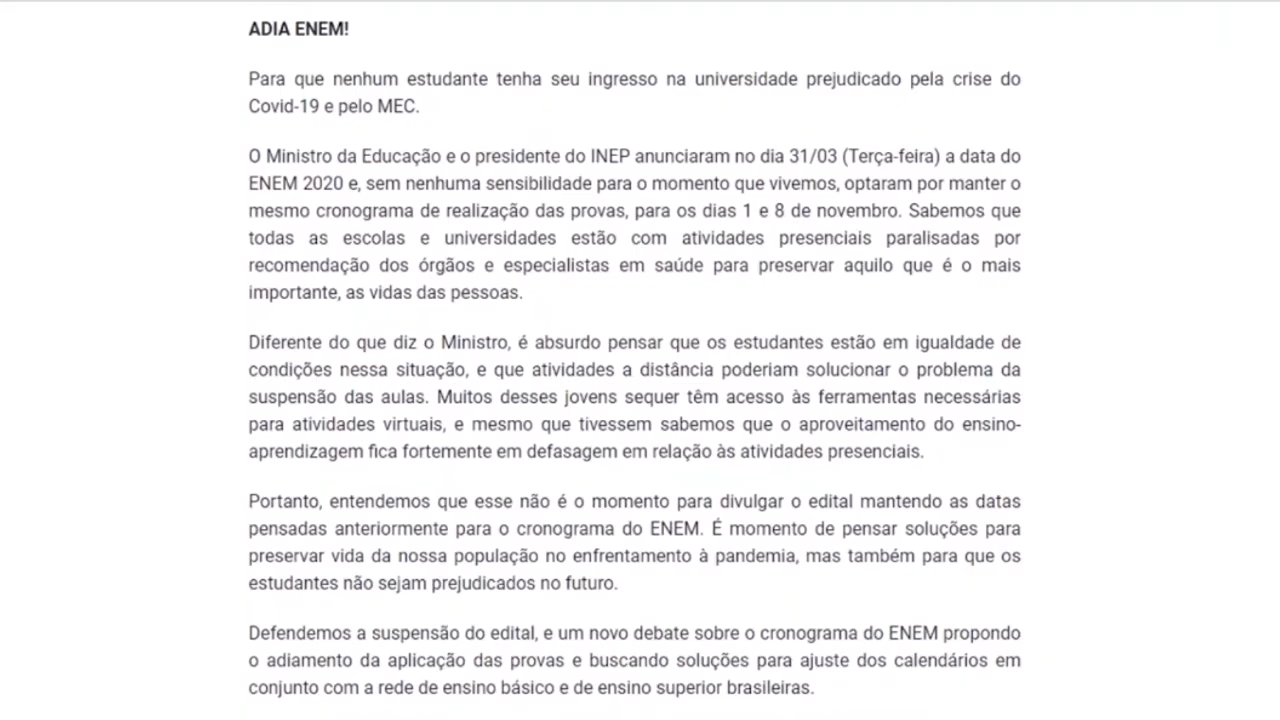 ADIA ENEM!
Para que nenhum estudante tenha seu ingresso na universidade prejudicado pela crise do
Covid-19 e pelo MEC.
O Ministro da Educação e o presidente do INEP anunciaram no dia 31/03 (Terça-feira) a data do
ENEM 2020 e, sem nenhuma sensibilidade para o momento que vivemos, optaram por manter o
mesmo cronograma de realização das provas, para os dias 1 e 8 de novembro. Sabemos que
todas as escolas e universidades estão com atividades presenciais paralisadas por
recomendação dos órgãos e especialistas em saúde para preservar aquilo que é o mais
importante, as vidas das pessoas.
Diferente do que diz o Ministro, é absurdo pensar que os estudantes estão em igualdade de
condições nessa situação, e que atividades a distância poderiam solucionar o problema da
suspensão das aulas. Muitos desses jovens sequer têm acesso às ferramentas necessárias
para atividades virtuais, e mesmo que tivessem sabemos que o aproveitamento do ensino-
aprendizagem fica fortemente em defasagem em relação às atividades presenciais.
Portanto, entendemos que esse não é o momento para divulgar o edital mantendo as datas
pensadas anteriormente para o cronograma do ENEM. É momento de pensar soluções para
preservar vida da nossa população no enfrentamento à pandemia, mas também para que os
estudantes não sejam prejudicados no futuro.
Defendemos a suspensão do edital, e um novo debate sobre o cronograma do ENEM propondo
o adiamento da aplicação das provas e buscando soluções para ajuste dos calendários em
conjunto com a rede de ensino básico e de ensino superior brasileiras.